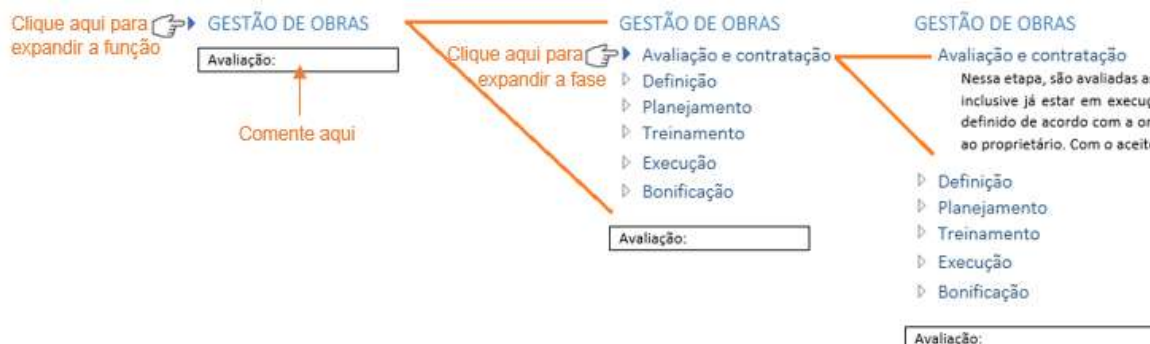 Clique aqui para
expandir a função
GESTÃO DE OBRAS
Avaliação:
Comente aqui
GESTÃO DE OBRAS
Clique aqui para
expandir a fase
Avaliação e contratação
Definição
Planejamento
Treinamento
Execução
Bonificação
Avaliação:
GESTÃO DE OBRAS
Avaliação e contratação
Nessa etapa, são avaliadas
inclusive já estar em
definido de acordo com a
ao proprietário. Com o
Definição
Planejamento
Treinamento
Execução
Bonificação
Avaliação: